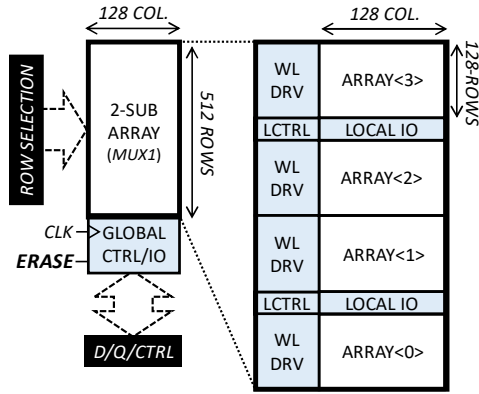 128 COL.
ROW SELECTION
2-SUB
ARRAY
(MUX1)
512 ROWS
CLK
GLOBAL
CTRL/IO
ERASE
D/Q/CTRL
128 COL.
WL
DRV
ARRAY<3>
128-ROWS
LCTRL
LOCAL IO
WL
DRV
ARRAY<2>
WL
DRV
ARRAY<1>
LCTRL
LOCAL IO
WL
DRV
ARRAY<0>